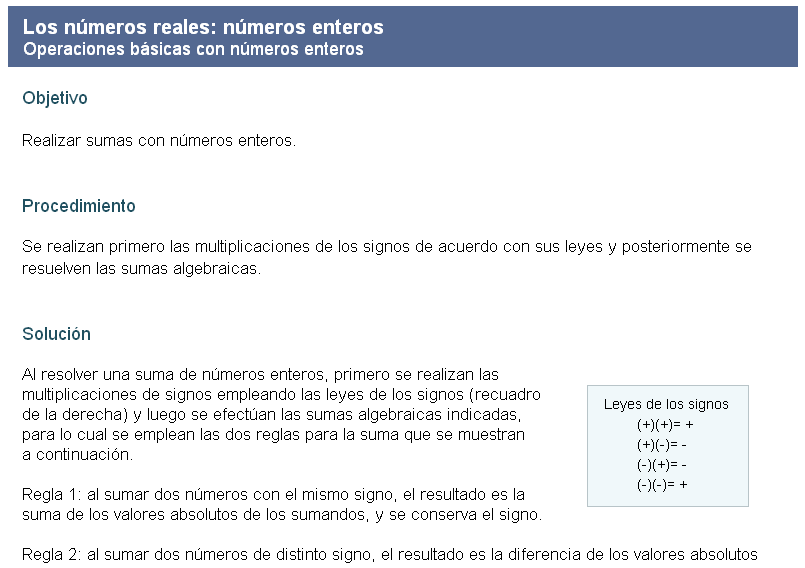 Los números reales: números enteros
Operaciones básicas con números enteros
Objetivo
Realizar sumas con números enteros.
Procedimiento
Se realizan primero las multiplicaciones de los signos de acuerdo con sus leyes y posteriormente se
resuelven las sumas algebraicas.
Solución
Al resolver una suma de números enteros, primero se realizan las
multiplicaciones de signos empleando las leyes de los signos (recuadro
de la derecha) y luego se efectúan las sumas algebraicas indicadas,
para lo cual se emplean las dos reglas para la suma que se muestran
a continuación.
Leyes de los signos
(+)(+)= +
(+)(-)= -
(-)(+)= -
(-)(-)= +
Regla 1: al sumar dos números con el mismo signo, el resultado es la
suma de los valores absolutos de los sumandos, y se conserva el signo.
Regla 2: al sumar dos números de distinto signo, el resultado es la diferencia de los valores absolutos